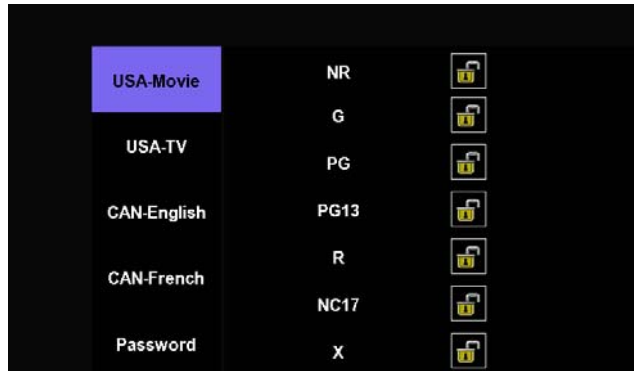 USA-Movie
USA-TV
CAN-English
CAN-French
Password
NR
G
PG
PG13
R
NC17
X